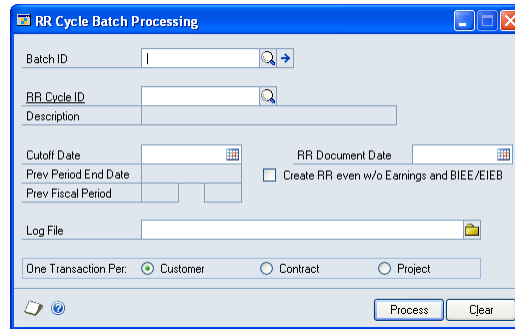 RR Cycle Batch Processing
Batch ID
RR Cycle ID
Description
Cutoff Date RR Document Date
Prev Period End Date Create RR even w/o Earnings and BIEE/EIEB
Prev Fiscal Period
Log File
One Transaction Per: Customer Contract Project
Process Clear